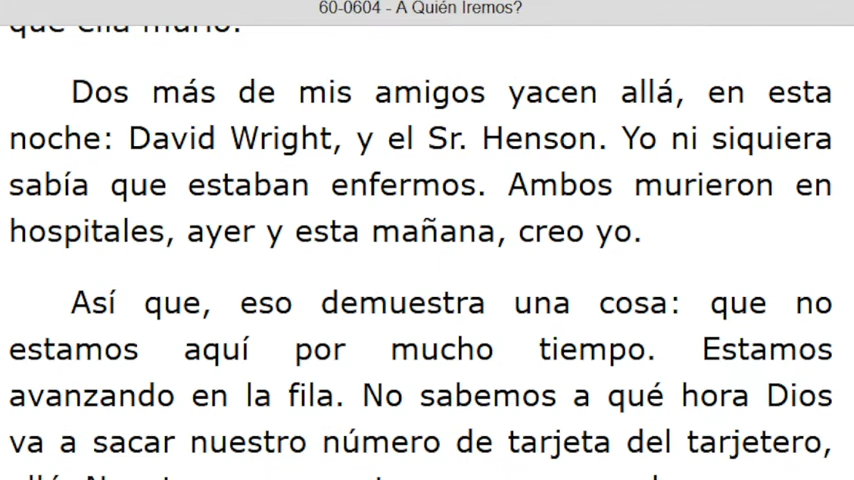 60-0604 - A Quién Iremos?
que ella murió.
Dos más de mis amigos yacen allá, en esta
noche: David Wright, y el Sr. Henson. Yo ni siquiera
sabía que estaban enfermos. Ambos murieron en
hospitales, ayer y esta mañana, creo yo.
Así que, eso demuestra una cosa: que no
estamos aquí por mucho tiempo. Estamos
avanzando en la fila. No sabemos a qué hora Dios
va a sacar nuestro número de tarjeta del tarjetero,